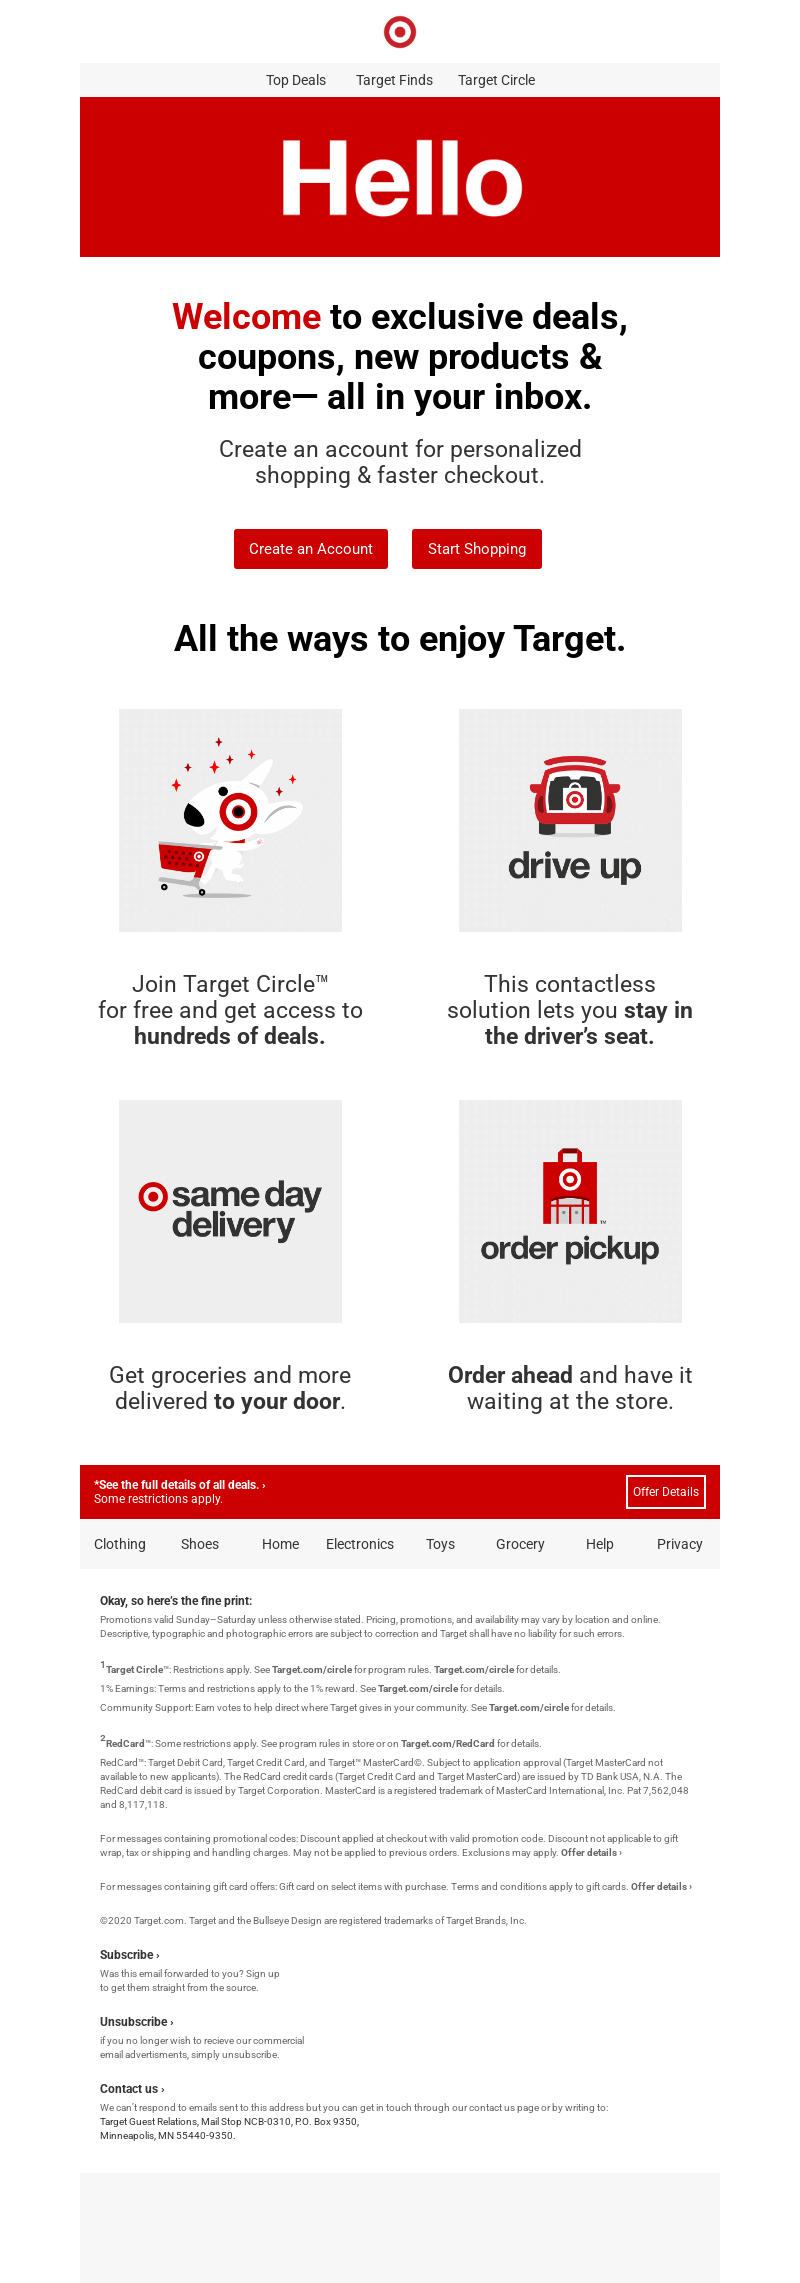 Top Deals Target Finds Target Circle
Hello
Welcome to exclusive deals,
coupons, new products &
more— all in your inbox.
Create an account for personalized
shopping & faster checkout.
Create an Account Start Shopping
All the ways to enjoy Target.
drive up
Join Target Circle™
for free and get access to
hundreds of deals.
This contactless
solution lets you stay in
the driver's seat.
same day
delivery
™
order pickup
Get groceries and more
delivered to your door.
Order ahead and have it
waiting at the store.
*See the full details of all deals. ›
Some restrictions apply.
Offer Details
Clothing Shoes Home Electronics Toys Grocery Help Privacy
Okay, so here's the fine print:
Promotions valid Sunday–Saturday unless otherwise stated. Pricing, promotions, and availability may vary by location and online.
Descriptive, typographic and photographic errors are subject to correction and Target shall have no liability for such errors.
1Target Circle™: Restrictions apply. See Target.com/circle for program rules. Target.com/circle for details.
1% Earnings: Terms and restrictions apply to the 1% reward. See Target.com/circle for details.
Community Support: Earn votes to help direct where Target gives in your community. See Target.com/circle for details.
2RedCard™: Some restrictions apply. See program rules in store or on Target.com/RedCard for details.
RedCard™: Target Debit Card, Target Credit Card, and Target™ MasterCard©. Subject to application approval (Target MasterCard not
available to new applicants). The RedCard credit cards (Target Credit Card and Target MasterCard) are issued by TD Bank USA, N.A. The
RedCard debit card is issued by Target Corporation. MasterCard is a registered trademark of MasterCard International, Inc. Pat 7,562,048
and 8,117,118.
For messages containing promotional codes: Discount applied at checkout with valid promotion code. Discount not applicable to gift
wrap, tax or shipping and handling charges. May not be applied to previous orders. Exclusions may apply. Offer details ›
For messages containing gift card offers: Gift card on select items with purchase. Terms and conditions apply to gift cards. Offer details ›
©2020 Target.com. Target and the Bullseye Design are registered trademarks of Target Brands, Inc.
Subscribe ›
Was this email forwarded to you? Sign up
to get them straight from the source.
Unsubscribe ›
if you no longer wish to recieve our commercial
email advertisments, simply unsubscribe.
Contact us ›
We can't respond to emails sent to this address but you can get in touch through our contact us page or by writing to:
Target Guest Relations, Mail Stop NCB-0310, P.O. Box 9350,
Minneapolis, MN 55440-9350.